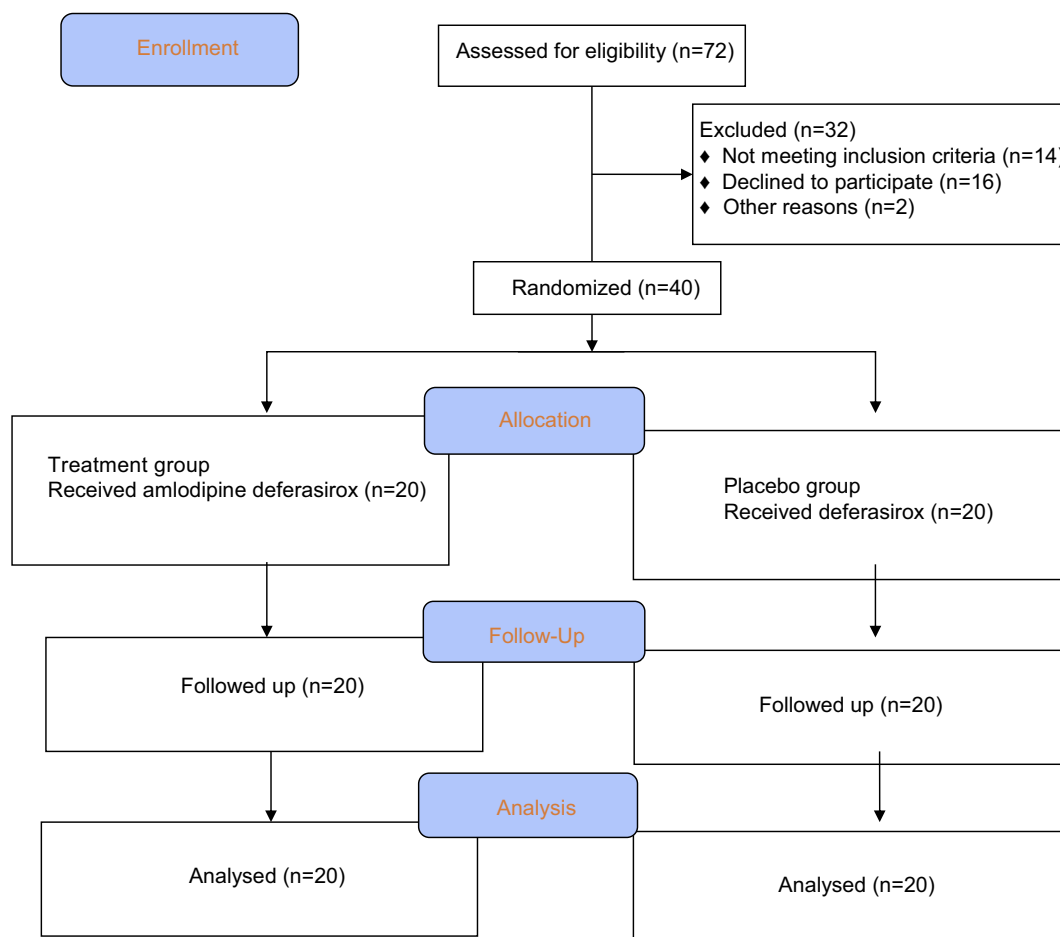 Enrollment
Assessed for eligibility (n=72)
Excluded (n=32)
♦ Not meeting inclusion criteria (n=14)
♦ Declined to participate (n=16)
♦ Other reasons (n=2)
Randomized (n=40)
Allocation
Treatment group
Received amlodipine deferasirox (n=20)
Placebo group
Received deferasirox (n=20)
Follow-Up
Followed up (n=20)
Followed up (n=20)
Analysis
Analysed (n=20)
Analysed (n=20)